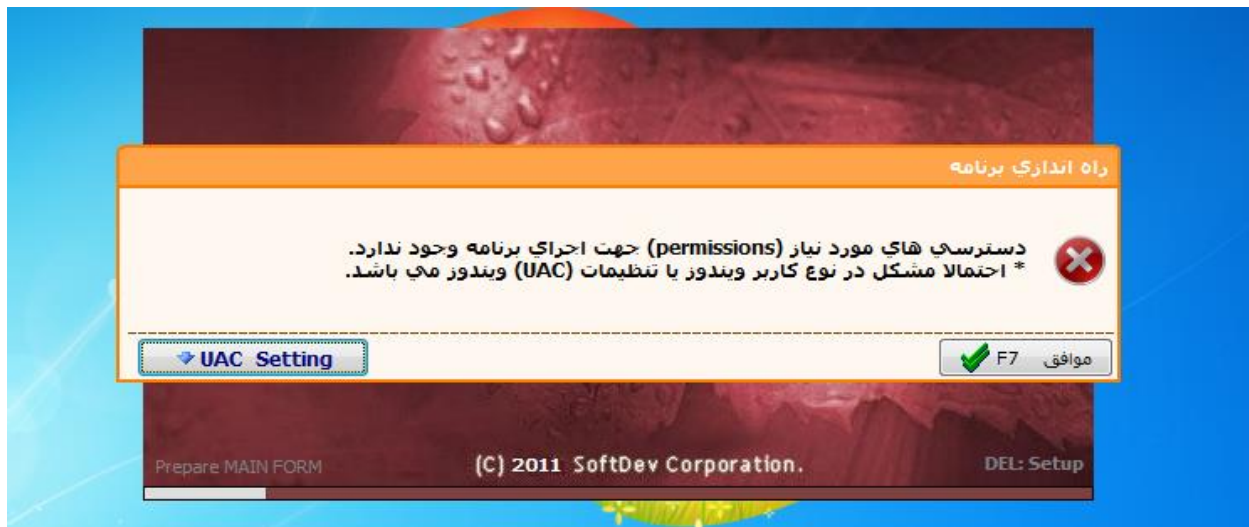 راه اندازي برنامه
دسترسي هاي مورد نياز (permissions) جهت اجراي برنامه وجود ندارد.
* احتمالا مشكل در نوع كاربر ويندوز يا تنظيمات (UAC) ويندوز مي باشد.
موافق F7
UAC Setting
Prepare MAIN FORM
(C) 2011 SoftDev Corporation.
DEL: Setup